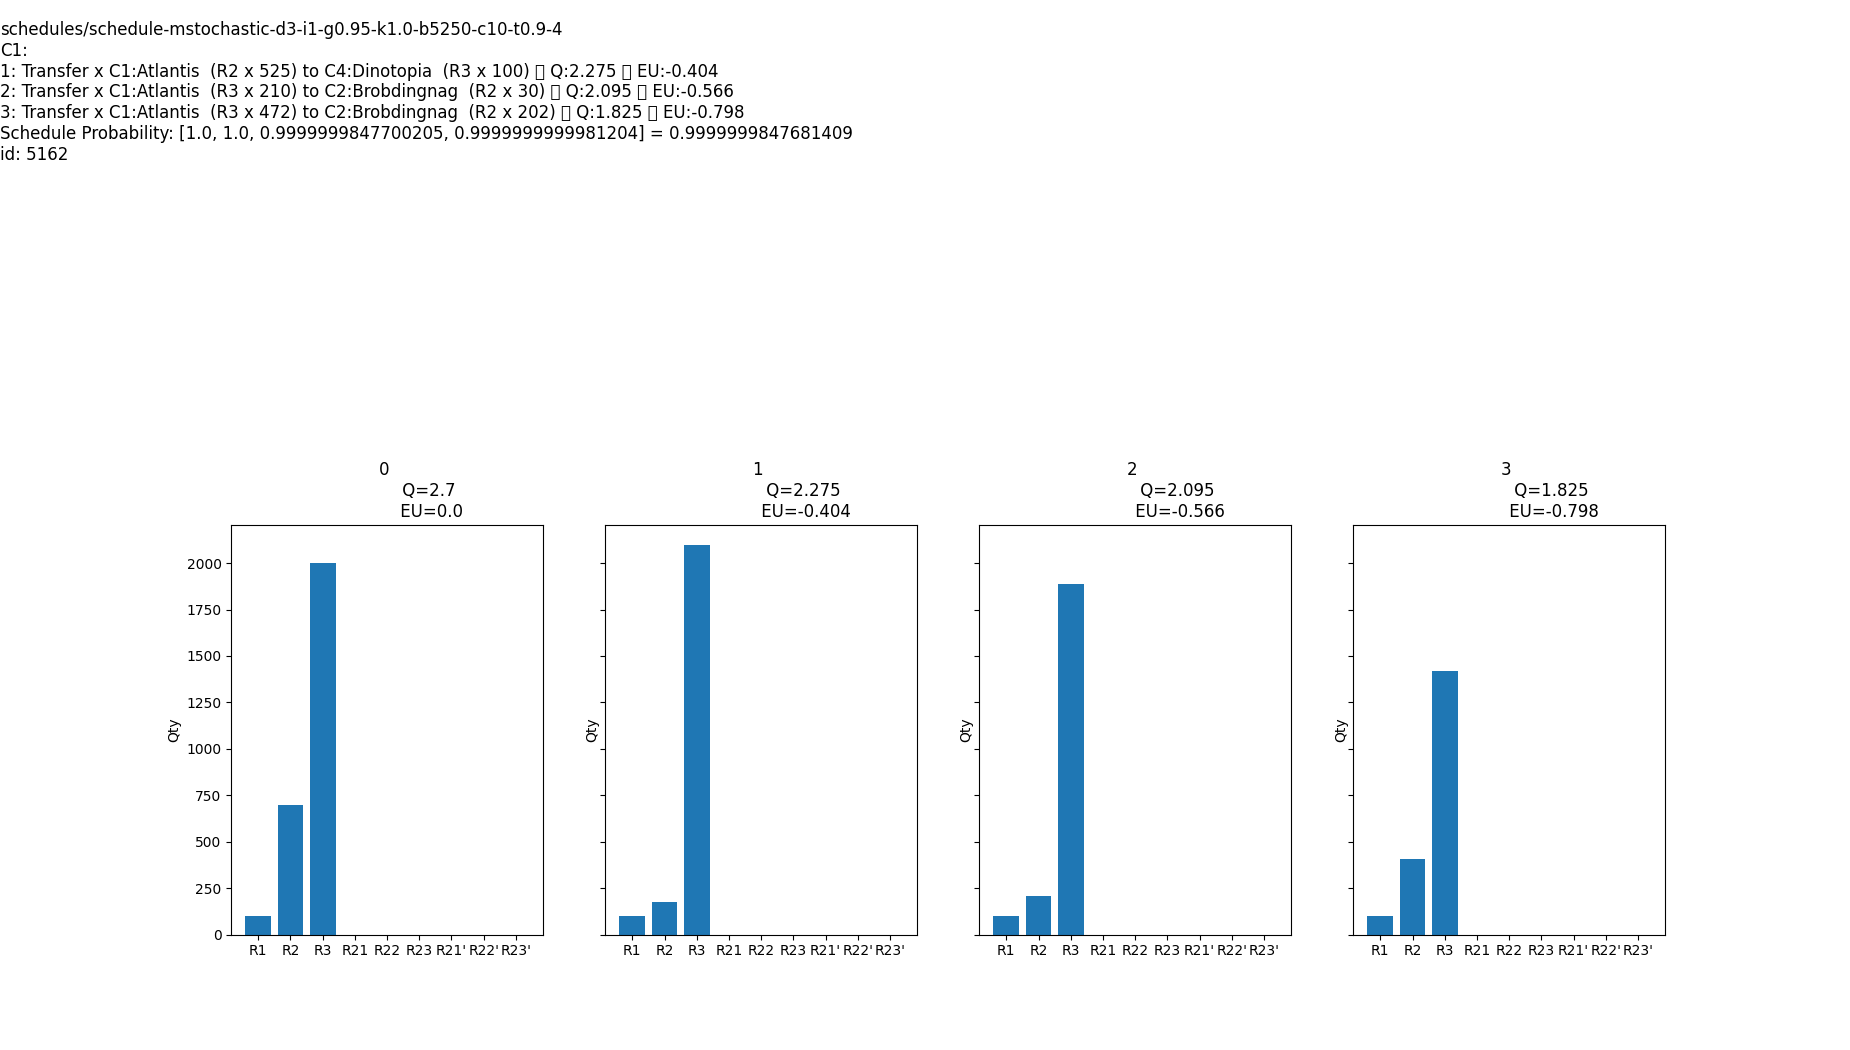 schedules/schedule-mstochastic-d3-i1-g0.95-k1.0-b5250-c10-t0.9-4
C1:
1: Transfer x C1:Atlantis  (R2 x 525) to C4:Dinotopia  (R3 x 100) ▯ Q:2.275 ▯ EU:-0.404
2: Transfer x C1:Atlantis  (R3 x 210) to C2:Brobdingnag  (R2 x 30) ▯ Q:2.095 ▯ EU:-0.566
3: Transfer x C1:Atlantis  (R3 x 472) to C2:Brobdingnag  (R2 x 202) ▯ Q:1.825 ▯ EU:-0.798
Schedule Probability: [1.0, 1.0, 0.9999999847700205, 0.9999999999981204] = 0.9999999847681409
id: 5162
0
Q=2.7
EU=0.0
2000
1750
1500
1250
1000
750
500
250
0
Qty
R1 R2 R3 R21 R22 R23 R21' R22' R23'
1
Q=2.275
EU=-0.404
Qty
R1 R2 R3 R21 R22 R23 R21' R22' R23'
2
Q=2.095
EU=-0.566
Qty
R1 R2 R3 R21 R22 R23 R21' R22' R23'
3
Q=1.825
EU=-0.798
Qty
R1 R2 R3 R21 R22 R23 R21' R22' R23'